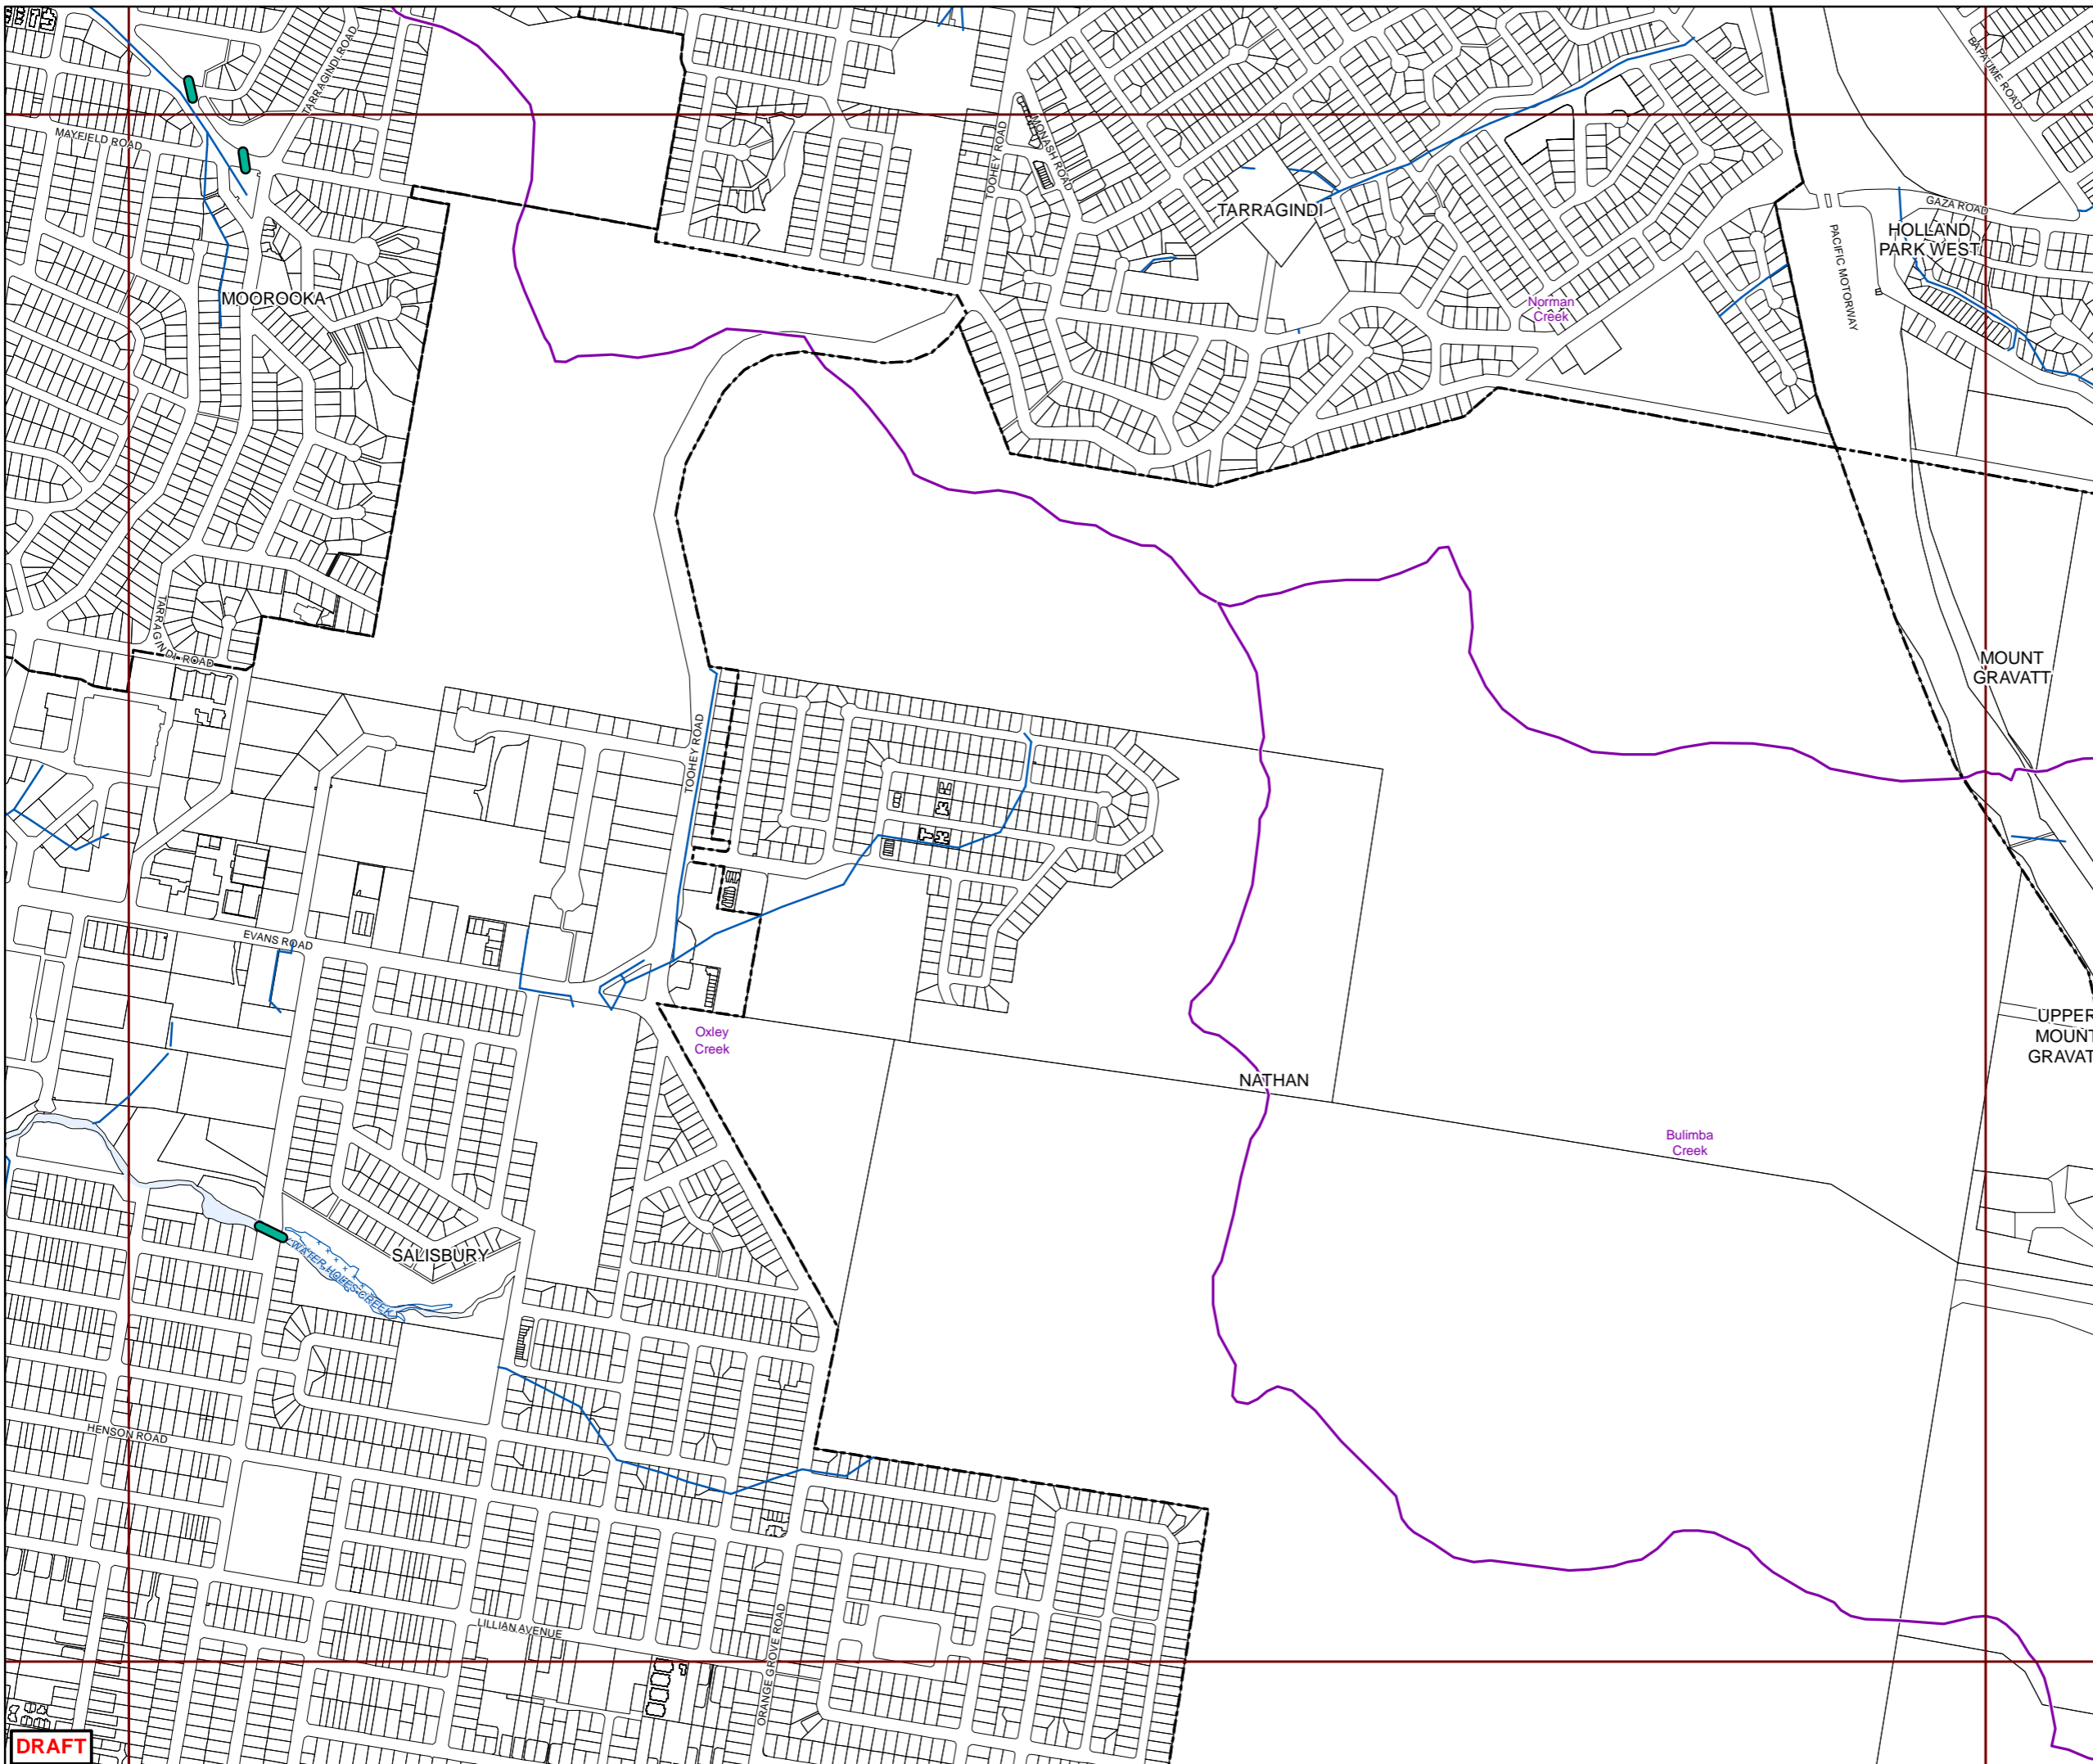 BAPAUME ROAD
TARRAGINDI ROAD
MAYFIELD ROAD
MONASH ROAD
TOOHEY ROAD
TARRAGINDI
GAZA ROAD
HOLLAND
PARK WEST
PACIFIC MOTORWAY
MOOROOKA
Norman
Creek
TARRAGINDI ROAD
MOUNT
GRAVATT
TOOHEY ROAD
EVANS ROAD
Oxley
Creek
UPPER
MOUNT
GRAVAT
NATHAN
Bulimba
Creek
SALISBURY
WATER HOLES CREEK
HENSON ROAD
LILLIAN AVENUE
ORANGE GROVE ROAD
DRAFT